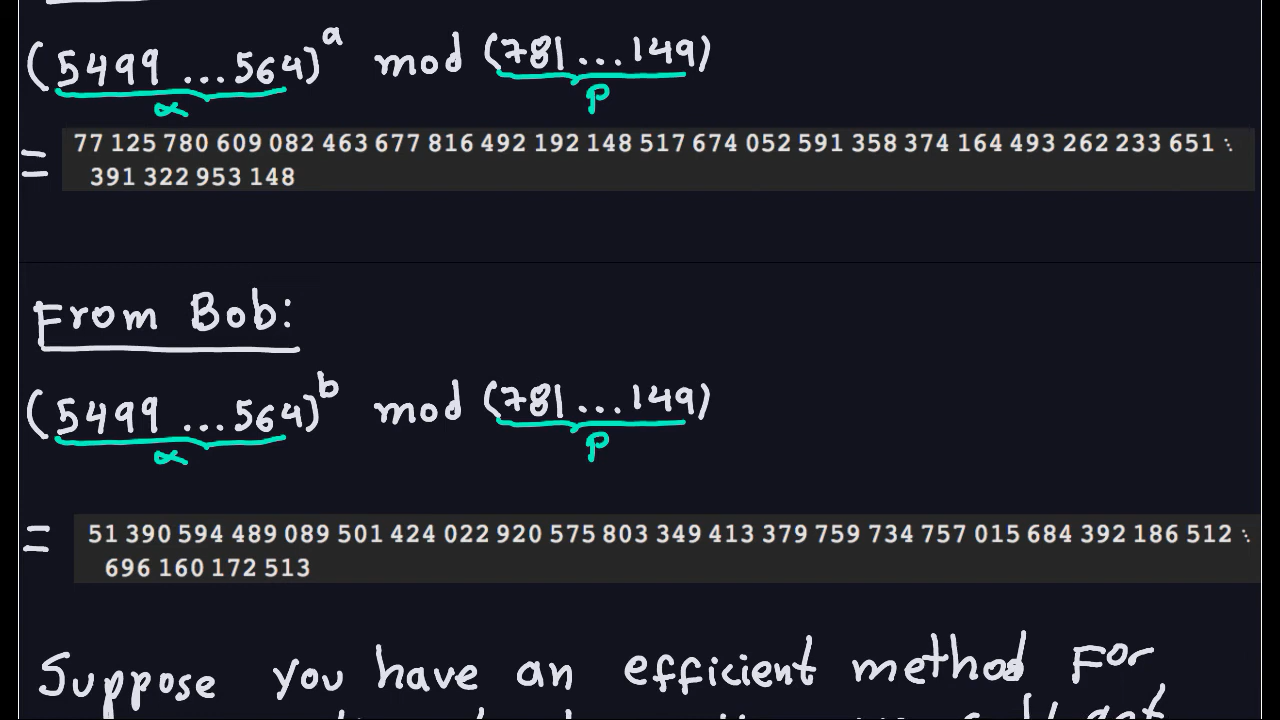 (5499 ...564)^a mod (781...149)
α p
= 77 125 780 609 082 463 677 816 492 192 148 517 674 052 591 358 374 164 493 262 233 651 ⋱
391 322 953 148
From Bob:
(5499 ...564)^b mod (781...149)
α p
= 51 390 594 489 089 501 424 022 920 575 803 349 413 379 759 734 757 015 684 392 186 512 ⋱
696 160 172 513
Suppose you have an efficient method For